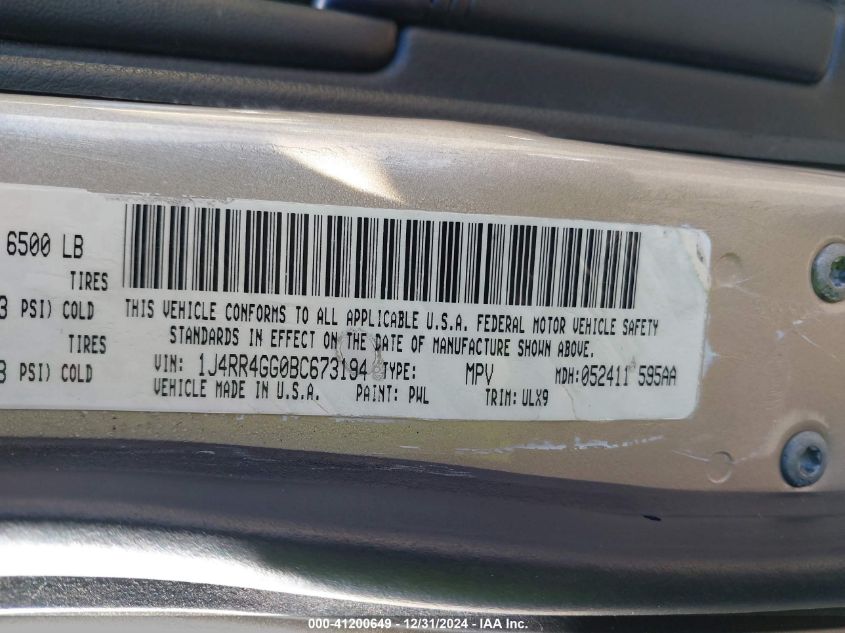 6500 LB
TIRES
3 PSI) COLD
TIRES
3 PSI) COLD
THIS VEHICLE CONFORMS TO ALL APPLICABLE U.S.A. FEDERAL MOTOR VEHICLE SAFETY
STANDARDS IN EFFECT ON THE DATE OF MANUFACTURE SHOWN ABOVE.
VIN: 1J4RR4GG0BC673194 TYPE: MPV MDH: 052411 595AA
VEHICLE MADE IN U.S.A. PAINT: PWL TRIM: ULX9
000-41200649 - 12/31/2024 - IAA Inc.